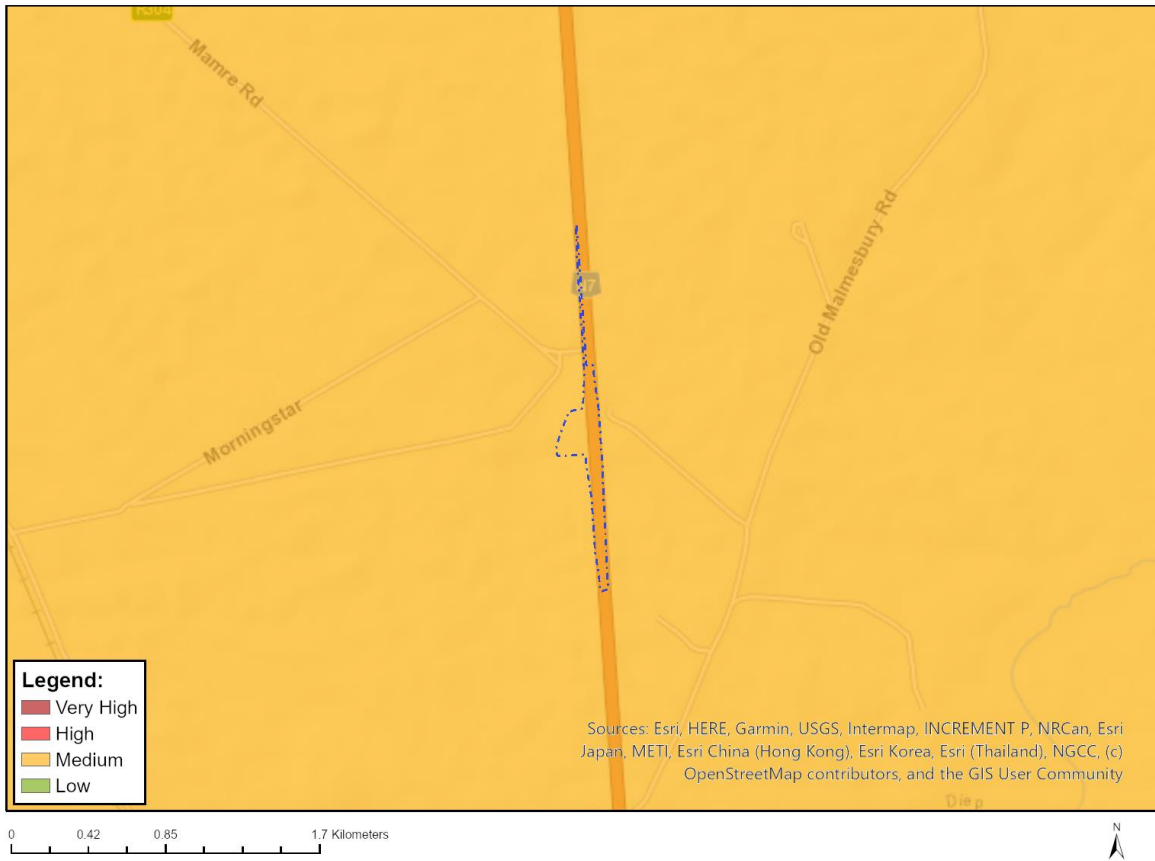 R304
Mamre Rd
Old Malmesbury Rd
Morningstar
Legend:
Very High
High
Medium
Low
Sources: Esri, HERE, Garmin, USGS, Intermap, INCREMENT P, NRCan, Esri
Japan, METI, Esri China (Hong Kong), Esri Korea, Esri (Thailand), NGCC, (c)
OpenStreetMap contributors, and the GIS User Community
Diep
0 0.42 0.85 1.7 Kilometers
N